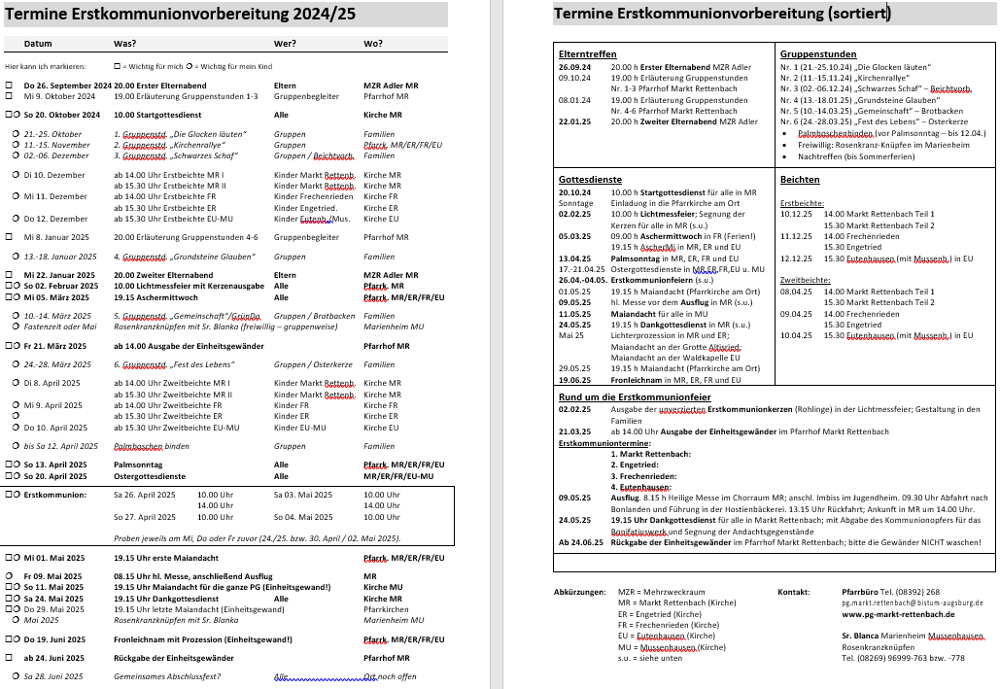 Termine Erstkommunionvorbereitung 2024/25
Datum Was? Wer? Wo?
Hier kann ich markieren: ☐ = Wichtig für mich ❍ = Wichtig für mein Kind
☐ Do 26. September 2024 20.00 Erster Elternabend Eltern MZR Adler MR
☐ Mi 9. Oktober 2024 19.00 Erläuterung Gruppenstunden 1-3 Gruppenbegleiter Pfarrhof MR
☐❍ So 20. Oktober 2024 10.00 Startgottesdienst Alle Kirche MR
❍ 21.-25. Oktober 1. Gruppenstd. „Die Glocken läuten“ Gruppen Familien
❍ 11.-15. November 2. Gruppenstd. „Kirchenrallye“ Gruppen Pfarrk. MR/ER/FR/EU
❍ 02.-06. Dezember 3. Gruppenstd. „Schwarzes Schaf“ Gruppen / Beichtvorb. Familien
❍ Di 10. Dezember ab 14.00 Uhr Erstbeichte MR I Kinder Markt Rettenb. Kirche MR
ab 15.30 Uhr Erstbeichte MR II Kinder Markt Rettenb. Kirche MR
❍ Mi 11. Dezember ab 14.00 Uhr Erstbeichte FR Kinder Frechenrieden Kirche FR
ab 15.30 Uhr Erstbeichte ER Kinder Engetried. Kirche ER
❍ Do 12. Dezember ab 15.30 Uhr Erstbeichte EU-MU Kinder Eutenh./Mus. Kirche EU
☐ Mi 8. Januar 2025 20.00 Erläuterung Gruppenstunden 4-6 Gruppenbegleiter Pfarrhof MR
❍ 13.-18. Januar 2025 4. Gruppenstd. „Grundsteine Glauben“ Gruppen Familien
☐ Mi 22. Januar 2025 20.00 Zweiter Elternabend Eltern MZR Adler MR
☐❍ So 02. Februar 2025 10.00 Lichtmessfeier mit Kerzenausgabe Alle Pfarrk. MR
☐❍ Mi 05. März 2025 19.15 Aschermittwoch Alle Pfarrk. MR/ER/FR/EU
❍ 10.-14. März 2025 5. Gruppenstd. „Gemeinschaft“/GrünDo. Gruppen / Brotbacken Familien
❍ Fastenzeit oder Mai Rosenkranzknüpfen mit Sr. Blanka (freiwillig – gruppenweise) Marienheim MU
☐❍ Fr 21. März 2025 ab 14.00 Ausgabe der Einheitsgewänder Pfarrhof MR
❍ 24.-28. März 2025 6. Gruppenstd. „Fest des Lebens“ Gruppen / Osterkerze Familien
❍ Di 8. April 2025 ab 14.00 Uhr Zweitbeichte MR I Kinder Markt Rettenb. Kirche MR
ab 15.30 Uhr Zweitbeichte MR II Kinder Markt Rettenb. Kirche MR
❍ Mi 9. April 2025 ab 14.00 Uhr Zweitbeichte FR Kinder FR Kirche FR
❍ ab 15.30 Uhr Zweitbeichte ER Kinder ER Kirche ER
❍ Do 10. April 2025 ab 15.30 Uhr Zweitbeichte EU-MU Kinder EU-MU Kirche EU
❍ bis Sa 12. April 2025 Palmboschen binden Gruppen Familien
☐❍ So 13. April 2025 Palmsonntag Alle Pfarrk. MR/ER/FR/EU
☐❍ So 20. April 2025 Ostergottesdienste Alle MR/ER/FR/EU-MU
☐❍ Erstkommunion: Sa 26. April 2025 10.00 Uhr Sa 03. Mai 2025 10.00 Uhr
14.00 Uhr 14.00 Uhr
So 27. April 2025 10.00 Uhr So 04. Mai 2025 10.00 Uhr
Proben jeweils am Mi, Do oder Fr zuvor (24./25. bzw. 30. April / 02. Mai 2025).
☐❍ Mi 01. Mai 2025 19.15 Uhr erste Maiandacht Pfarrk. MR/ER/FR/EU
❍ Fr 09. Mai 2025 08.15 Uhr hl. Messe, anschließend Ausflug MR
☐❍ So 11. Mai 2025 19.15 Uhr Maiandacht für die ganze PG (Einheitsgewand!) Kirche MU
☐❍ Sa 24. Mai 2025 19.15 Uhr Dankgottesdienst Alle Kirche MR
☐❍ Do 29. Mai 2025 19.15 Uhr letzte Maiandacht (Einheitsgewand) Pfarrkirchen
❍ Mai 2025 Rosenkranzknüpfen mit Sr. Blanka Marienheim MU
☐❍ Do 19. Juni 2025 Fronleichnam mit Prozession (Einheitsgewand!) Pfarrk. MR/ER/FR/EU
☐ ab 24. Juni 2025 Rückgabe der Einheitsgewänder Kirche MR
❍ Sa 28. Juni 2025 Gemeinsames Abschlussfest? Alle Ort noch offen
Termine Erstkommunionvorbereitung (sortiert)
Elterntreffen
26.09.24 20.00 h Erster Elternabend MZR Adler
09.10.24 19.00 h Erläuterung Gruppenstunden
Nr. 1-3 Pfarrhof MR
08.01.24 19.00 h Erläuterung Gruppenstunden
Nr. 4-6 Pfarrhof MR
22.01.25 20.00 h Zweiter Elternabend MZR Adler
Gruppenstunden
Nr. 1 (21.-25.10.24) „Die Glocken läuten“
Nr. 2 (11.-15.11.24) „Kirchenrallye“
Nr. 3 (02.-06.12.24) „Schwarzes Schaf“ – Beichtvorb.
Nr. 4 (13.-18.01.25) „Grundsteine Glauben“
Nr. 5 (10.-14.03.25) „Gemeinschaft“ – Brotbacken
Nr. 6 (24.-28.03.25) „Fest des Lebens“ – Osterkerze
• Palmboschenbinden (vor Palmsonntag – bis 12.04.)
• Freiwillig: Rosenkranz-Knüpfen im Marienheim
• Nachtreffen (bis Sommerferien)
Gottesdienste
20.10.24 10.00 h Startgottesdienst für alle in MR
Sonntage Einladung in die Pfarrkirche am Ort
02.02.25 10.00 h Lichtmessfeier; Segnung der
Kerzen für alle in MR (s.u.)
05.03.25 09.00 h Aschermittwoch in FR (Ferien!)
19.15 h AscherMi in MR, ER und EU
13.04.25 Palmsonntag in MR, ER, FR und EU
17.-21.04.25 Ostergottesdienste in MR,ER,FR,EU u. MU
26.04.-04.05. Erstkommunionfeiern (s.u.)
01.05.25 19.15 h Maiandacht (Pfarrkirche am Ort)
09.05.25 hl. Messe vor dem Ausflug in MR (s.u.)
11.05.25 Maiandacht für alle in MU
24.05.25 19.15 h Dankgottesdienst in MR (s.u.)
Mai 25 Lichterprozession in MR und ER;
Maiandacht an der Grotte Altisried;
Maiandacht an der Waldkapelle EU
29.05.25 19.15 h Maiandacht (Pfarrkirche am Ort)
19.06.25 Fronleichnam in MR, ER, FR und EU
Beichten
Erstbeichte:
10.12.25 14.00 Markt Rettenbach Teil 1
15.30 Markt Rettenbach Teil 2
11.12.25 14.00 Frechenrieden
15.30 Engetried
12.12.25 15.30 Eutenhausen (mit Mussenh.) in EU
Zweitbeichte:
08.04.25 14.00 Markt Rettenbach Teil 1
15.30 Markt Rettenbach Teil 2
09.04.25 14.00 Frechenrieden
15.30 Engetried
10.04.25 15.30 Eutenhausen (mit Mussenh.) in EU
Rund um die Erstkommunionfeier
02.02.25 Ausgabe der unverzierten Erstkommunionkerzen (Rohlinge) in der Lichtmessfeier; Gestaltung in den
Familien
21.03.25 ab 14.00 Uhr Ausgabe der Einheitsgewänder im Pfarrhof Markt Rettenbach
Erstkommuniontermine:
1. Markt Rettenbach:
2. Engetried:
3. Frechenrieden:
4. Eutenhausen:
09.05.25 Ausflug. 8.15 h Heilige Messe im Chorraum MR; anschl. Imbiss im Jugendheim. 09.30 Uhr Abfahrt nach
Bonlanden und Führung in der Hostienbäckerei. 13.15 Uhr Rückfahrt; Ankunft in MR um 14.00 Uhr.
24.05.25 19.15 Uhr Dankgottesdienst für alle in Markt Rettenbach; mit Abgabe des Kommunionopfers für das
Bonifatiuswerk und Segnung der Andachtsgegenstände
Ab 24.06.25 Rückgabe der Einheitsgewänder im Pfarrhof Markt Rettenbach; bitte die Gewänder NICHT waschen!
Abkürzungen: MZR = Mehrzweckraum
MR = Markt Rettenbach (Kirche)
ER = Engetried (Kirche)
FR = Frechenrieden (Kirche)
EU = Eutenhausen (Kirche)
MU = Mussenhausen (Kirche)
s.u. = siehe unten
Kontakt: Pfarrbüro Tel. (08392) 268
pg.markt.rettenbach@bistum-augsburg.de
www.pg-markt-rettenbach.de
Sr. Blanca Marienheim Mussenhausen
Rosenkranzknüpfen
Tel. (08269) 96999-763 bzw. -778